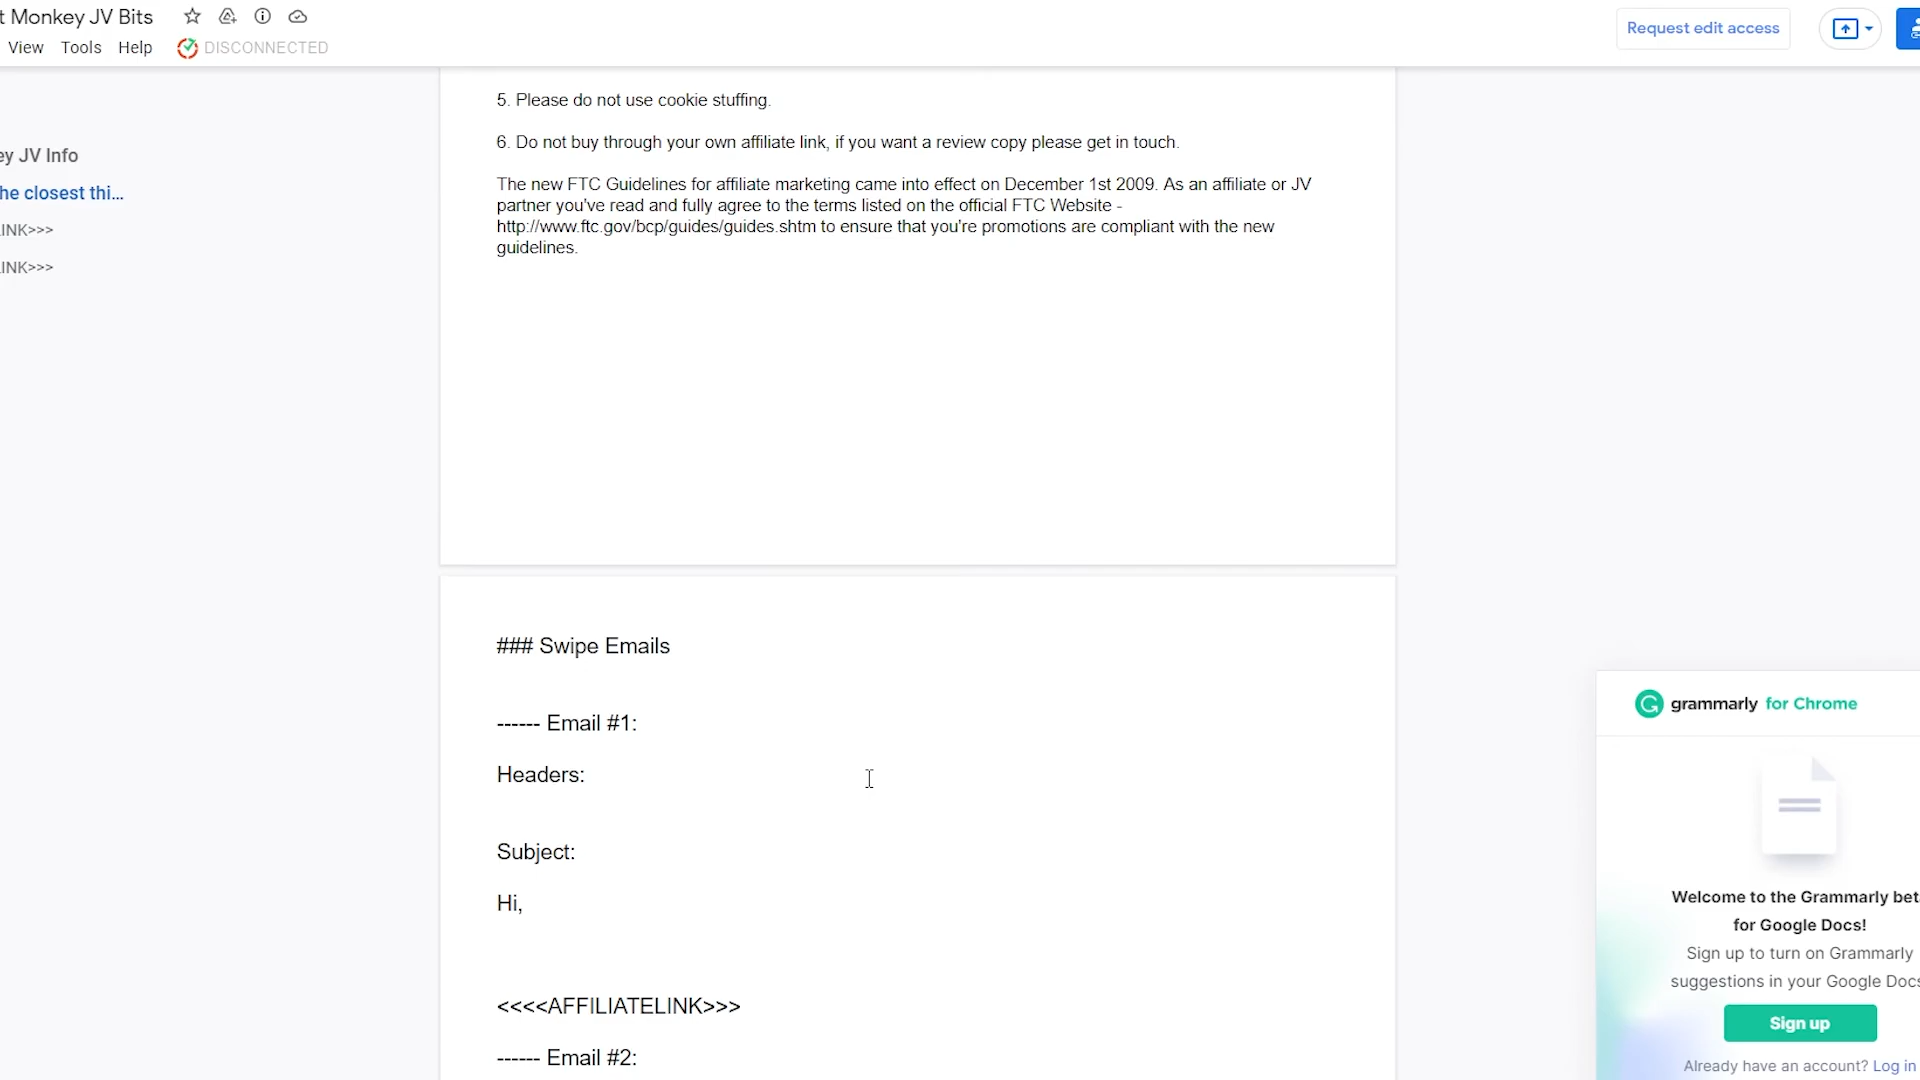 t Monkey JV Bits
View Tools Help DISCONNECTED
Request edit access
ey JV Info
he closest thi...
INK>>>
INK>>>
5. Please do not use cookie stuffing.
6. Do not buy through your own affiliate link, if you want a review copy please get in touch.
The new FTC Guidelines for affiliate marketing came into effect on December 1st 2009. As an affiliate or JV
partner you've read and fully agree to the terms listed on the official FTC Website -
http://www.ftc.gov/bcp/guides/guides.shtm to ensure that you're promotions are compliant with the new
guidelines.
### Swipe Emails
------ Email #1:
Headers:
Subject:
Hi,
<<<<AFFILIATELINK>>>
------ Email #2:
grammarly for Chrome
Welcome to the Grammarly bet
for Google Docs!
Sign up to turn on Grammarly
suggestions in your Google Docs
Sign up
Already have an account? Log in